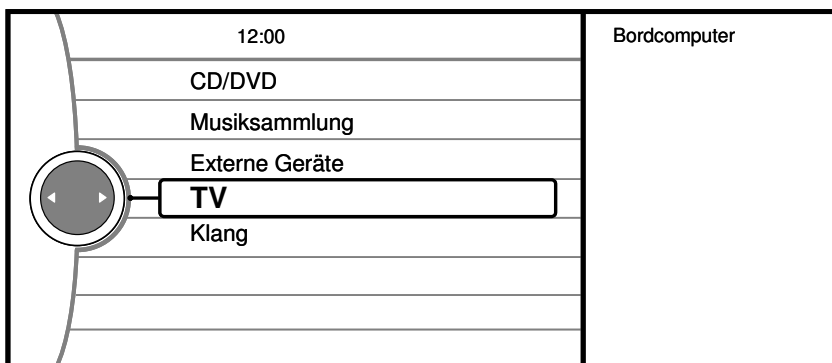 12:00
Bordcomputer
CD/DVD
Musiksammlung
Externe Geräte
TV
Klang